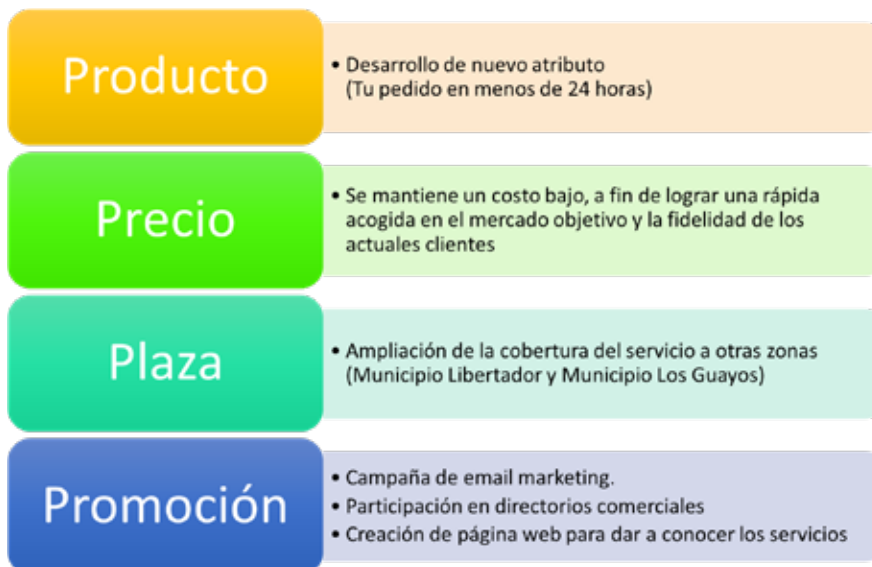 Producto
• Desarrollo de nuevo atributo
(Tu pedido en menos de 24 horas)
Precio
• Se mantiene un costo bajo, a fin de lograr una rápida
acogida en el mercado objetivo y la fidelidad de los
actuales clientes
Plaza
• Ampliación de la cobertura del servicio a otras zonas
(Municipio Libertador y Municipio Los Guayos)
Promoción
• Campaña de email marketing.
• Participación en directorios comerciales
• Creación de página web para dar a conocer los servicios